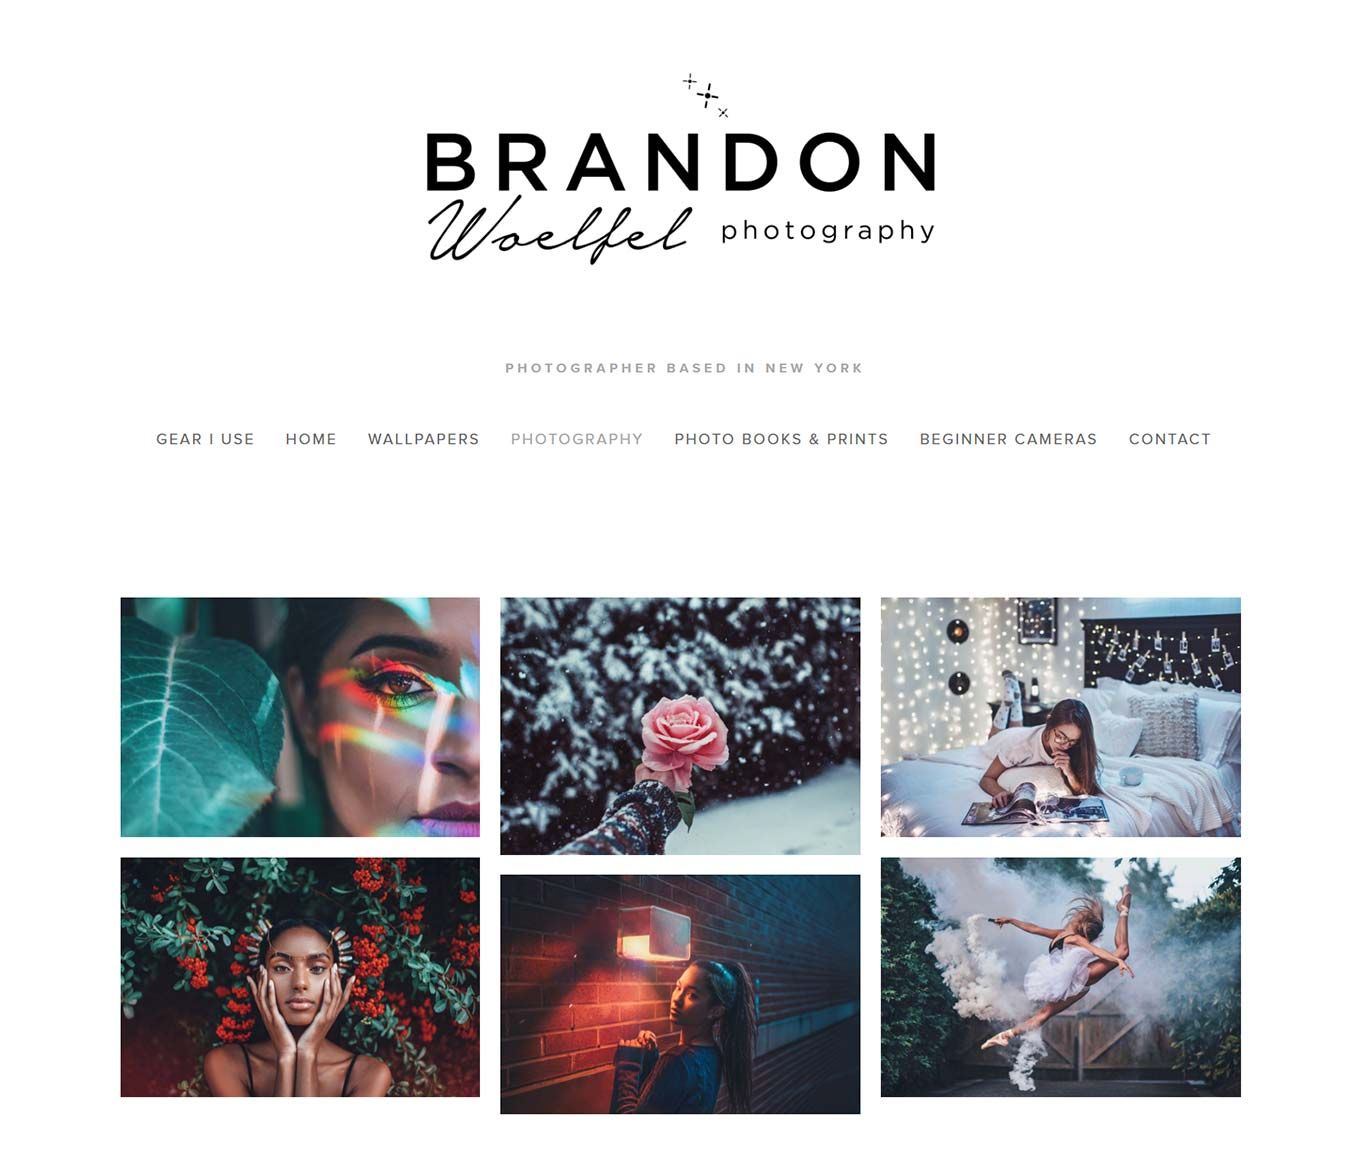 BRANDON
Woelfel photography
PHOTOGRAPHER BASED IN NEW YORK
GEAR I USE HOME WALLPAPERS PHOTOGRAPHY PHOTO BOOKS & PRINTS BEGINNER CAMERAS CONTACT